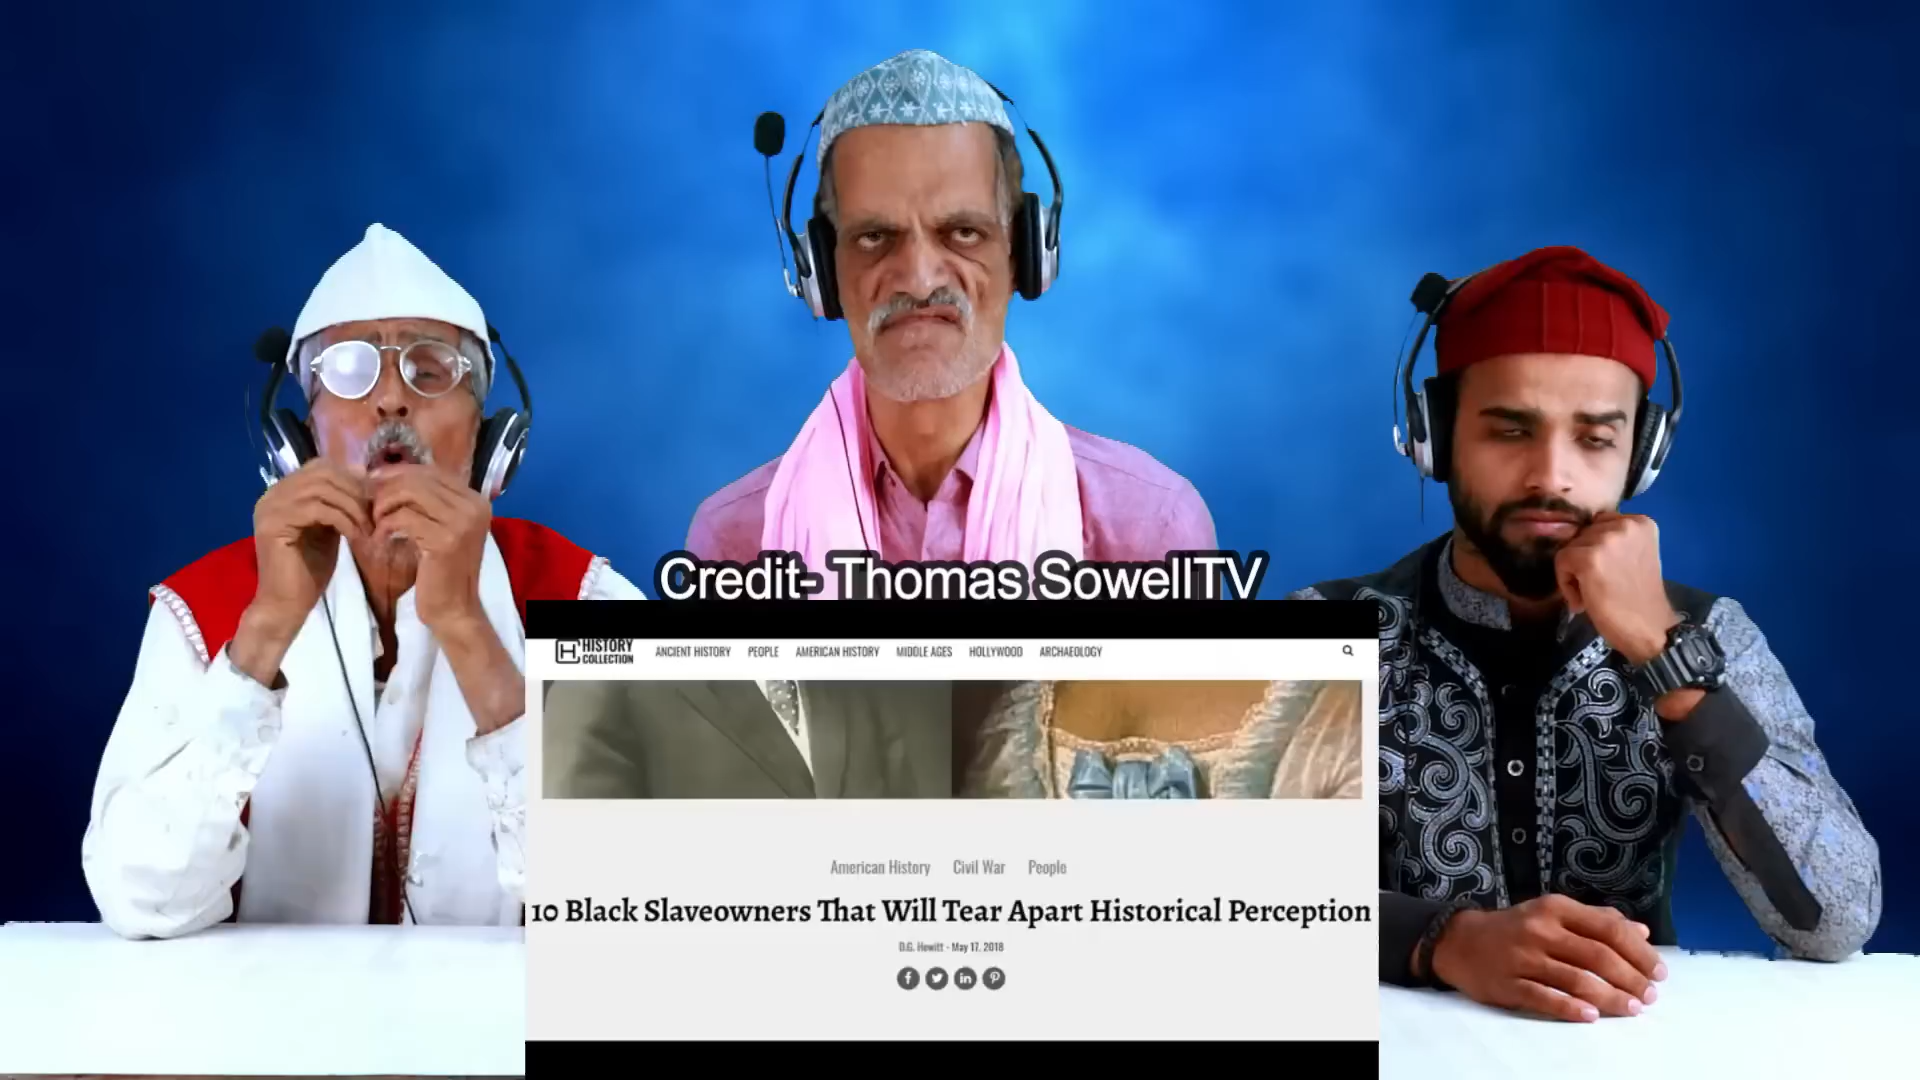 Credit- Thomas SowellTV
HISTORY
COLLECTION
ANCIENT HISTORY PEOPLE AMERICAN HISTORY MIDDLE AGES HOLLYWOOD ARCHAEOLOGY
American History Civil War People
10 Black Slaveowners That Will Tear Apart Historical Perception
D.G. Hewitt - May 17, 2018